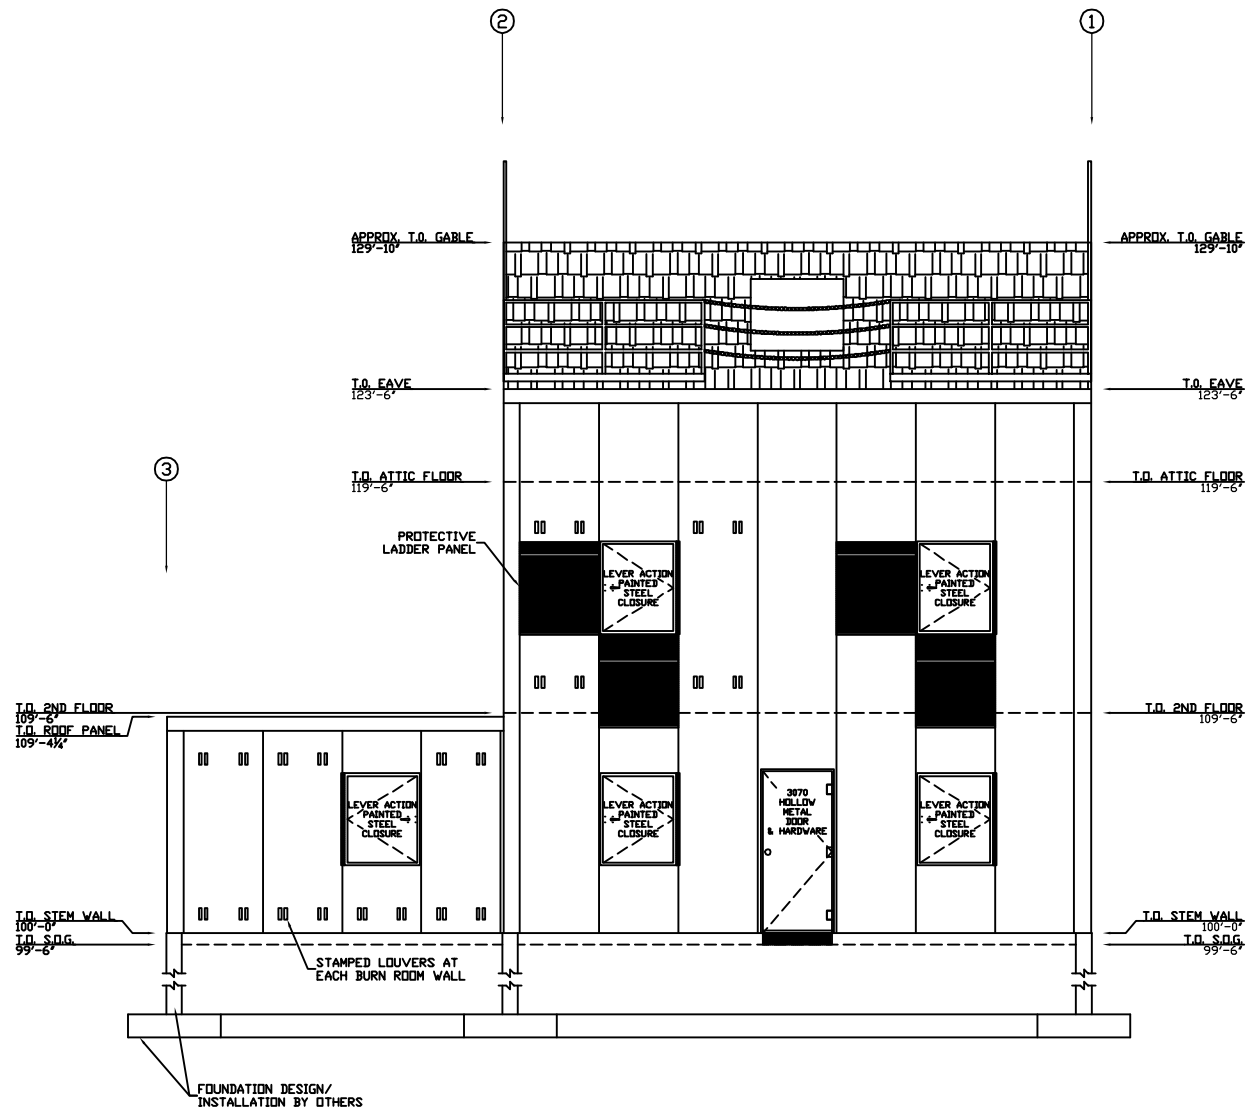 2
1
APPROX. T.O. GABLE
129'-10"
APPROX. T.O. GABLE
129'-10"
T.O. EAVE
123'-6"
T.O. EAVE
123'-6"
3
T.O. ATTIC FLOOR
119'-6"
T.O. ATTIC FLOOR
119'-6"
PROTECTIVE
LADDER PANEL
LEVER ACTION
PAINTED
STEEL
CLOSURE
LEVER ACTION
PAINTED
STEEL
CLOSURE
T.O. 2ND FLOOR
109'-6"
T.O. ROOF PANEL
109'-4¼"
T.O. 2ND FLOOR
109'-6"
LEVER ACTION
PAINTED
STEEL
CLOSURE
LEVER ACTION
PAINTED
STEEL
CLOSURE
3070
HOLLOW
METAL
DOOR
& HARDWARE
LEVER ACTION
PAINTED
STEEL
CLOSURE
T.O. STEM WALL
100'-0"
T.O. S.O.G.
99'-6"
T.O. STEM WALL
100'-0"
T.O. S.O.G.
99'-6"
STAMPED LOUVERS AT
EACH BURN ROOM WALL
FOUNDATION DESIGN/
INSTALLATION BY OTHERS